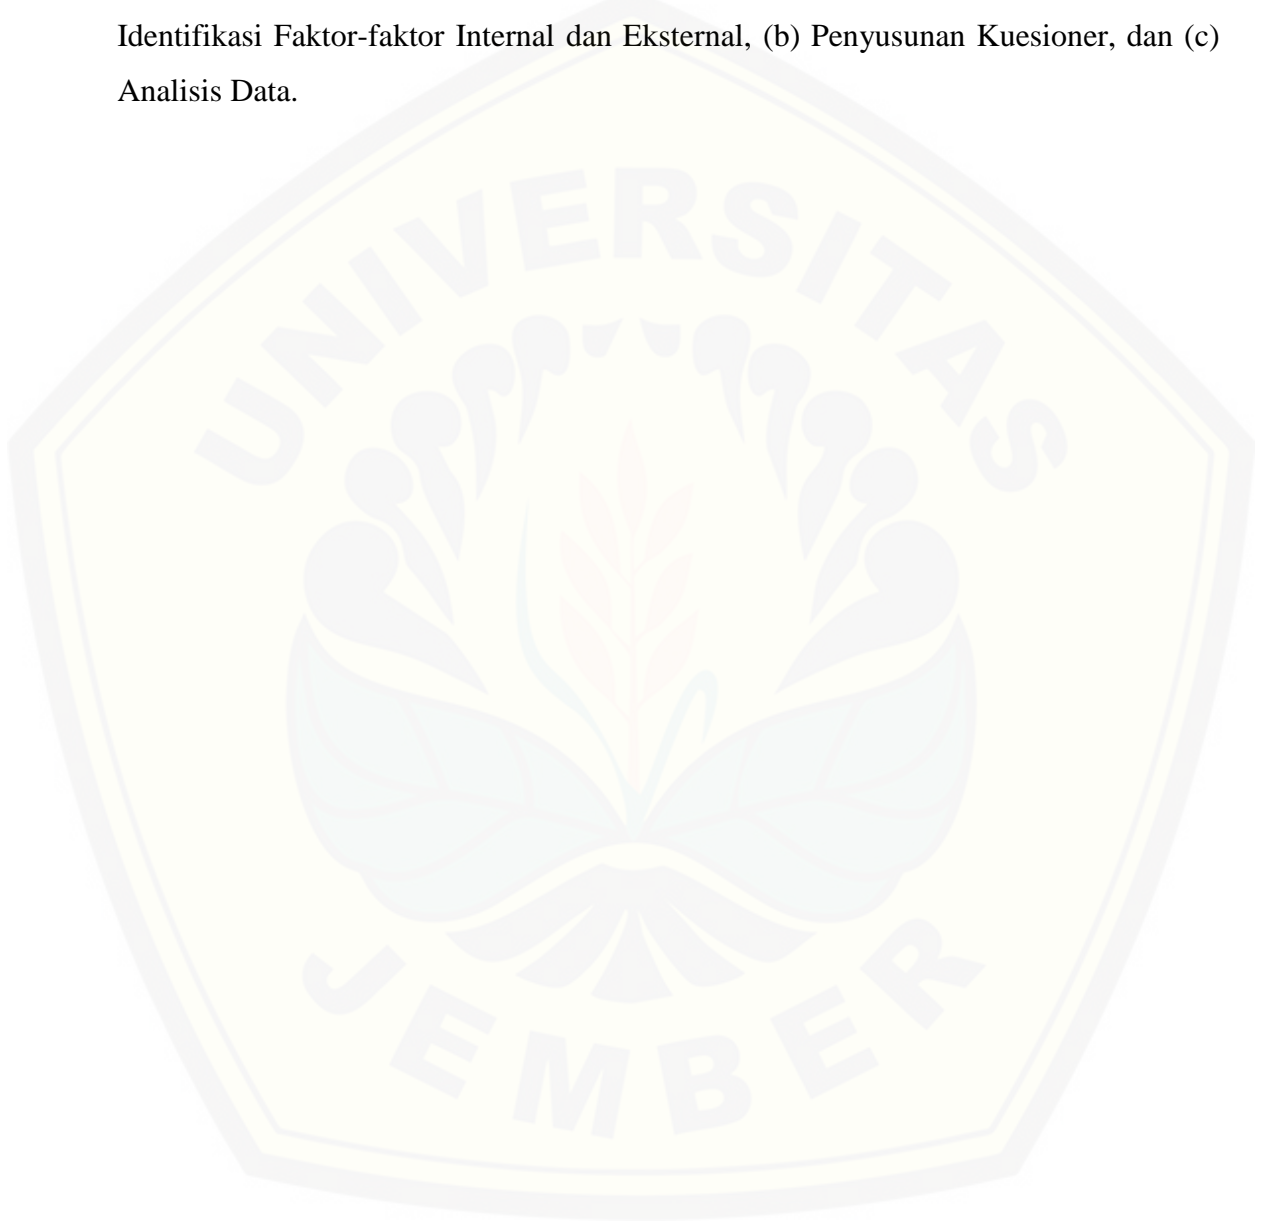 Identifikasi Faktor-faktor Internal dan Eksternal, (b) Penyusunan Kuesioner, dan (c)
Analisis Data.
UNIVERSITAS
JEMBER